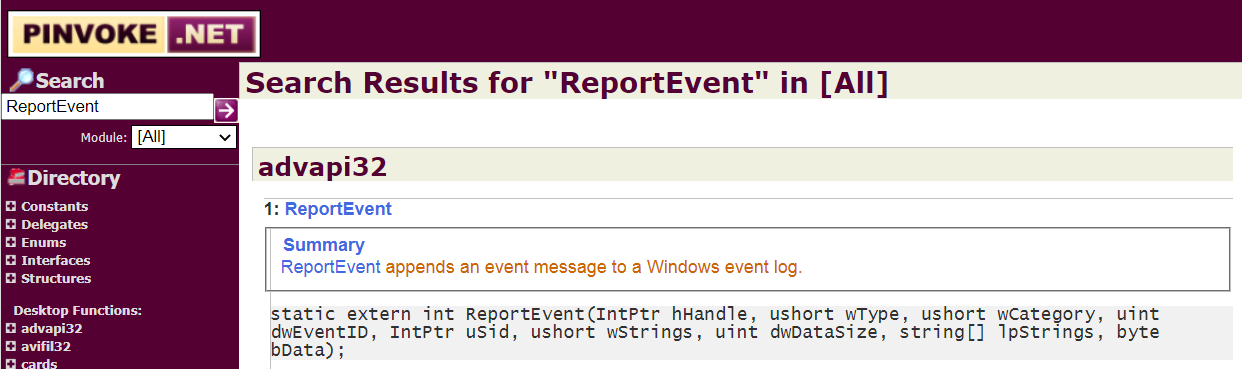 PINVOKE .NET
Search
ReportEvent
Module: [All]
Directory
Constants
Delegates
Enums
Interfaces
Structures
Desktop Functions:
advapi32
avifil32
cards
Search Results for "ReportEvent" in [All]
advapi32
1: ReportEvent
Summary
ReportEvent appends an event message to a Windows event log.
static extern int ReportEvent(IntPtr hHandle, ushort wType, ushort wCategory, uint
dwEventID, IntPtr uSid, ushort wStrings, uint dwDataSize, string[] lpStrings, byte
bData);